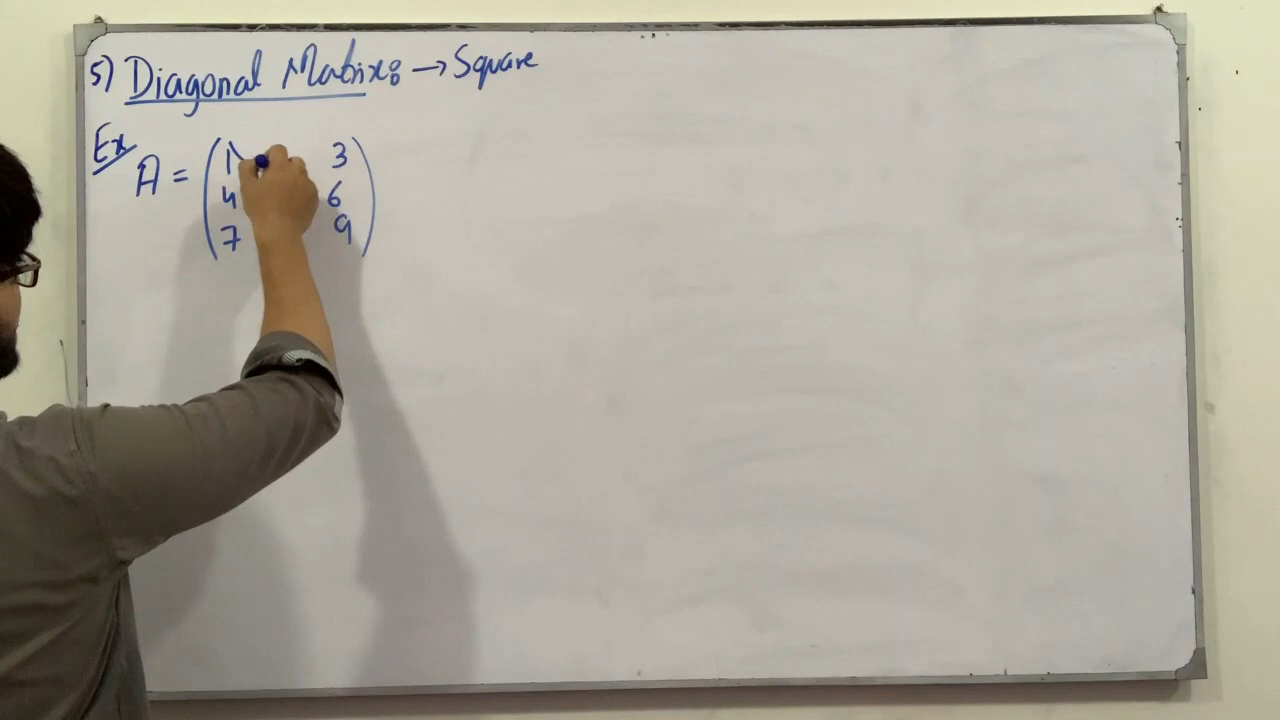 5) Diagonal Matrix: → Square
Ex
A = ( 1 3
4 6
7 9 )